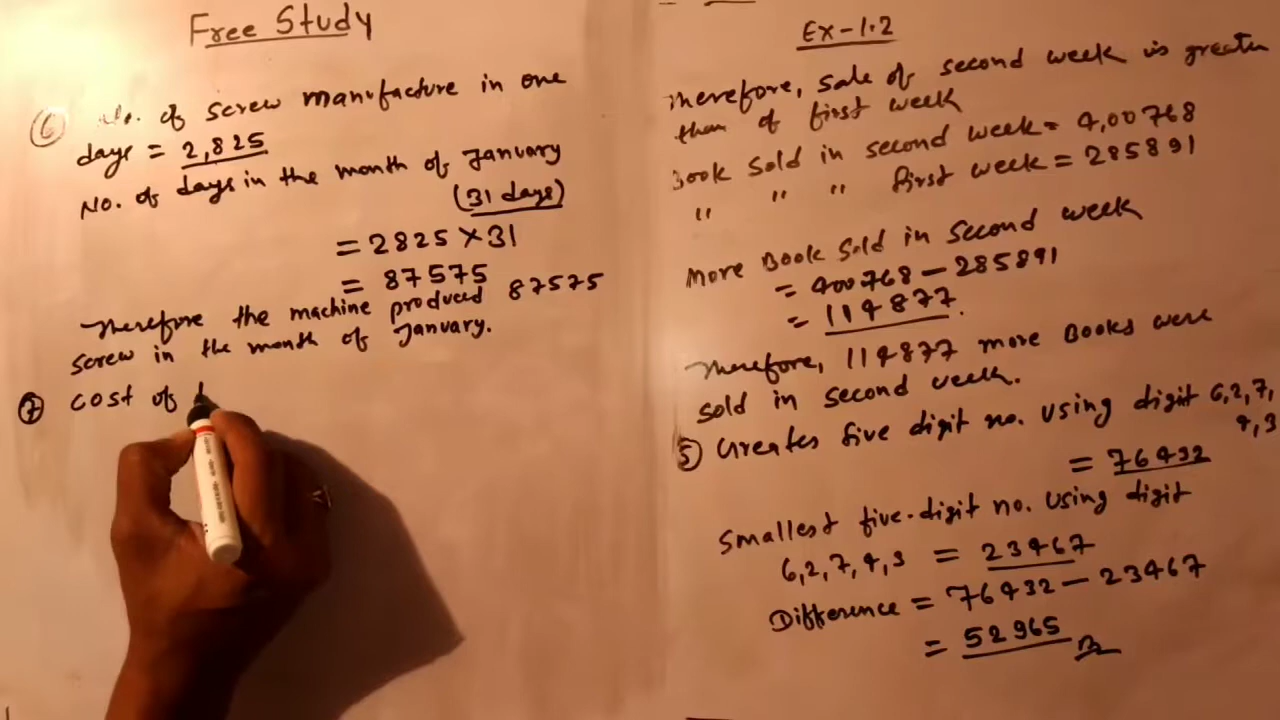 Free Study
⑥ No. of screw manufacture in one
days = 2,825
No. of days in the month of January
(31 days)
= 2825 × 31
= 87575
Therefore the machine produced 87575
screw in the month of January.
⑦ cost of
Ex-1.2
Therefore, sale of second week is greater
than of first week
Book sold in second week = 4,00768
" " " first week = 285891
More Book sold in second week
= 400768 - 285891
= 114877.
Therefore, 114877 more Books were
sold in second week.
⑤ Greates five digit no. using digit 6,2,7,
4,3
= 76432
Smallest five-digit no. using digit
6,2,7,4,3 = 23467
Difference = 76432 - 23467
= 52965